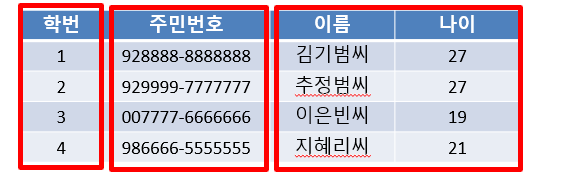 학번 주민번호 이름 나이
1 928888-8888888 김기범씨 27
2 929999-7777777 추정범씨 27
3 007777-6666666 이은빈씨 19
4 986666-5555555 지혜리씨 21